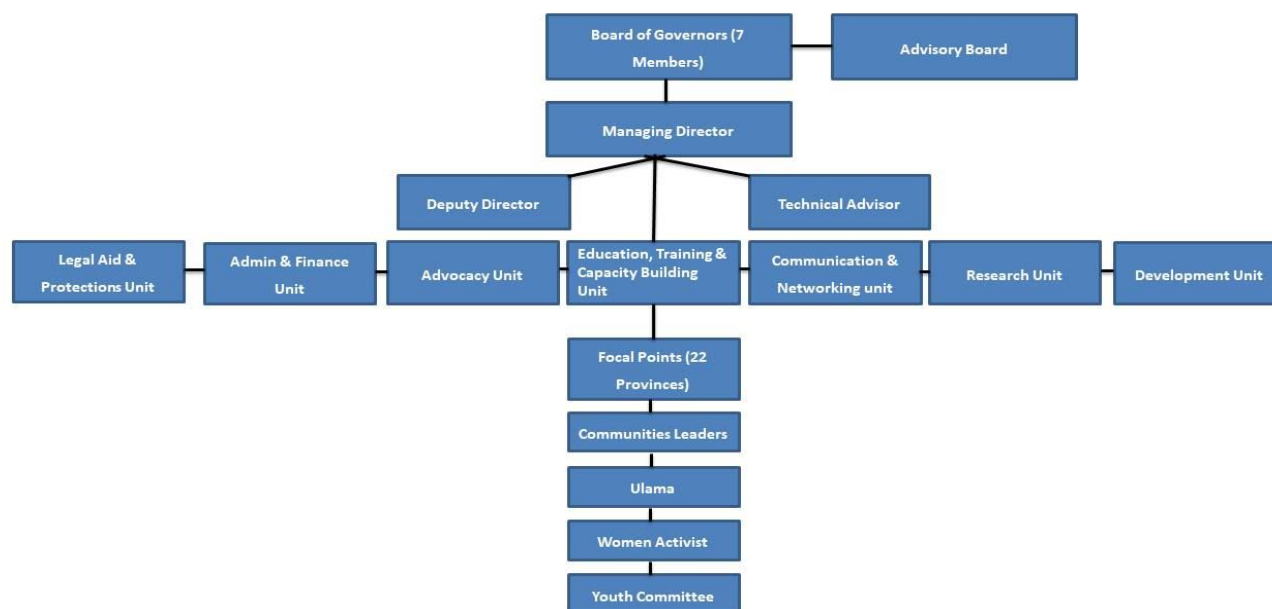 Board of Governors (7
Members)
Advisory Board
Managing Director
Deputy Director
Technical Advisor
Legal Aid &
Protections Unit
Admin & Finance
Unit
Advocacy Unit
Education, Training &
Capacity Building
Unit
Communication &
Networking unit
Research Unit
Development Unit
Focal Points (22
Provinces)
Communities Leaders
Ulama
Women Activist
Youth Committee